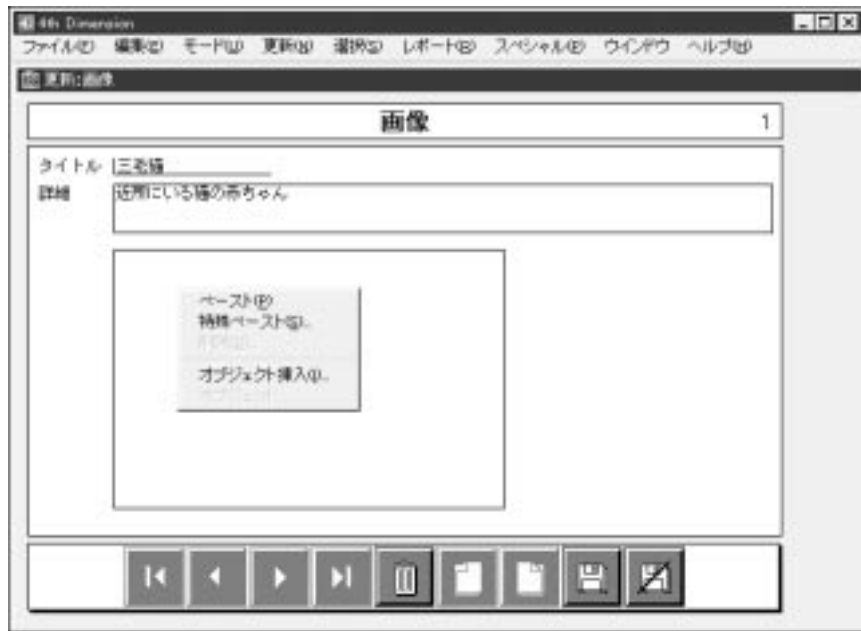 4th Dimension
ファイル(F) 編集(E) モード(U) 更新(N) 選択(S) レポート(R) スペシャル(E) ウインドウ ヘルプ(H)
更新:画像
画像 1
タイトル 三毛猫
詳細 近所にいる猫の赤ちゃん
ペースト(P)
特殊ペースト(S)...
オブジェクト挿入(I)...